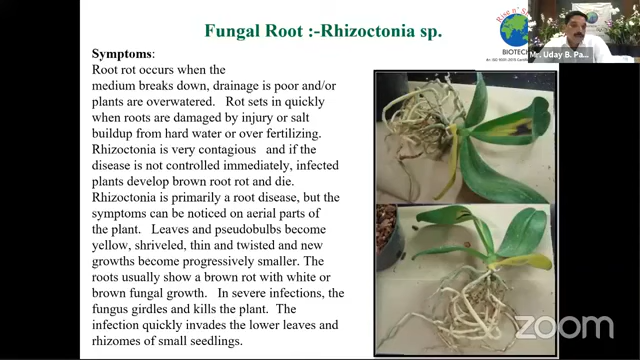 Fungal Root :-Rhizoctonia sp.
Symptoms:
Root rot occurs when the
medium breaks down, drainage is poor and/or
plants are overwatered. Rot sets in quickly
when roots are damaged by injury or salt
buildup from hard water or over fertilizing.
Rhizoctonia is very contagious and if the
disease is not controlled immediately, infected
plants develop brown root rot and die.
Rhizoctonia is primarily a root disease, but the
symptoms can be noticed on aerial parts of
the plant. Leaves and pseudobulbs become
yellow, shriveled, thin and twisted and new
growths become progressively smaller. The
roots usually show a brown rot with white or
brown fungal growth. In severe infections, the
fungus girdles and kills the plant. The
infection quickly invades the lower leaves and
rhizomes of small seedlings.
Rise n' 
BIOTECH
Mr. Uday B. Pa...
zoom